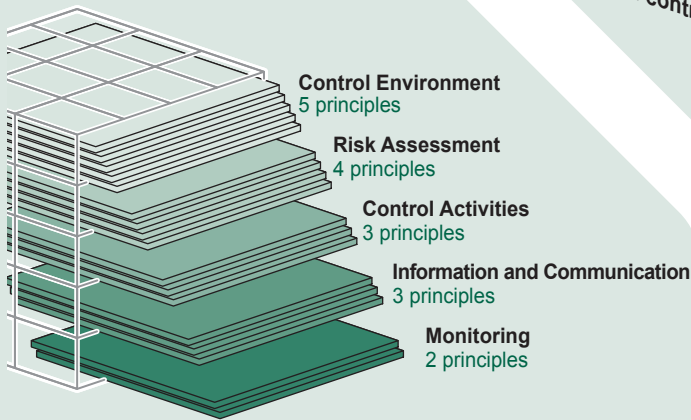 contr
Control Environment
5 principles
Risk Assessment
4 principles
Control Activities
3 principles
Information and Communication
3 principles
Monitoring
2 principles